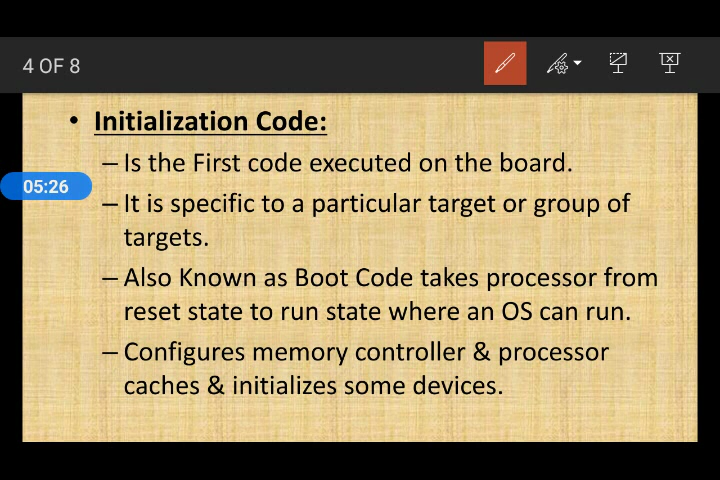 4 OF 8
• Initialization Code:
– Is the First code executed on the board.
05:26
– It is specific to a particular target or group of
targets.
– Also Known as Boot Code takes processor from
reset state to run state where an OS can run.
– Configures memory controller & processor
caches & initializes some devices.